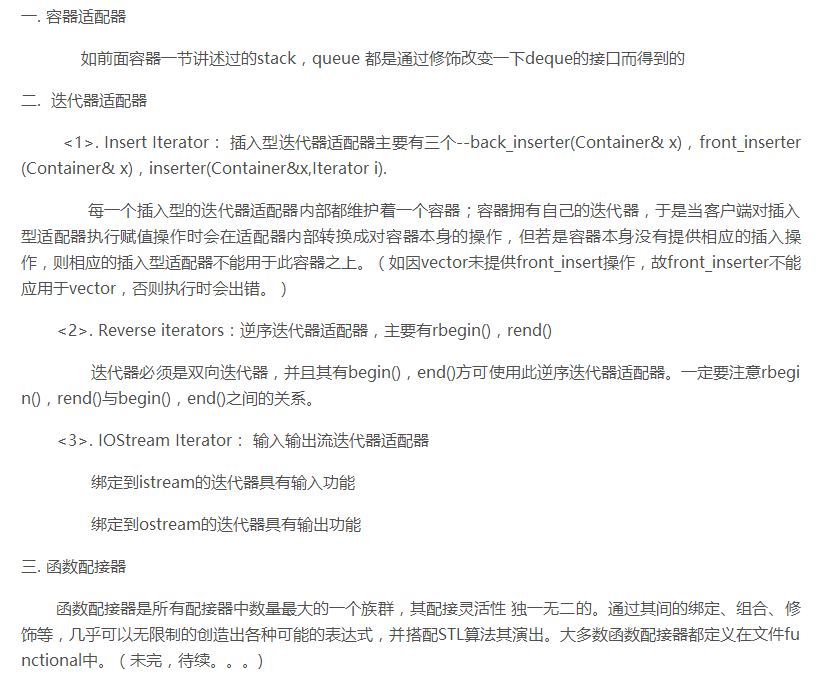 一. 容器适配器
如前面容器一节讲述过的stack，queue 都是通过修饰改变一下deque的接口而得到的
二. 迭代器适配器
<1>. Insert Iterator： 插入型迭代器适配器主要有三个--back_inserter(Container& x)，front_inserter
(Container& x)，inserter(Container&x,Iterator i).
每一个插入型的迭代器适配器内部都维护着一个容器；容器拥有自己的迭代器，于是当客户端对插入
型适配器执行赋值操作时会在适配器内部转换成对容器本身的操作，但若是容器本身没有提供相应的插入操
作，则相应的插入型适配器不能用于此容器之上。（如因vector未提供front_insert操作，故front_inserter不能
应用于vector，否则执行时会出错。）
<2>. Reverse iterators：逆序迭代器适配器，主要有rbegin()，rend()
迭代器必须是双向迭代器，并且其有begin()，end()方可使用此逆序迭代器适配器。一定要注意rbegi
n()，rend()与begin()，end()之间的关系。
<3>. IOStream Iterator： 输入输出流迭代器适配器
绑定到istream的迭代器具有输入功能
绑定到ostream的迭代器具有输出功能
三. 函数配接器
函数配接器是所有配接器中数量最大的一个族群，其配接灵活性 独一无二的。通过其间的绑定、组合、修
饰等，几乎可以无限制的创造出各种可能的表达式，并搭配STL算法其演出。大多数函数配接器都定义在文件fu
nctional中。（未完，待续。。。)